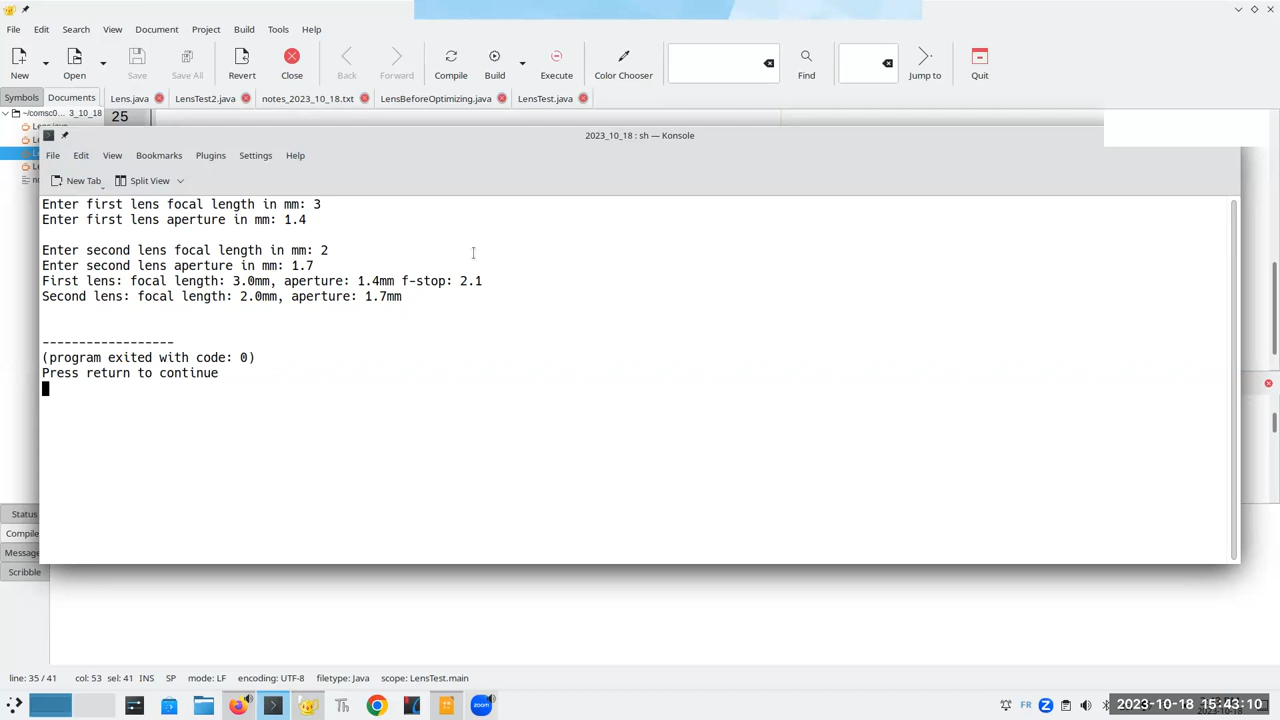 File Edit Search View Document Project Build Tools Help
New Open Save Save All Revert Close Back Forward Compile Build Execute Color Chooser Find Jump to Quit
Symbols Documents Lens.java LensTest2.java notes_2023_10_18.txt LensBeforeOptimizing.java LensTest.java
~/comsc0... 3_10_18 25
2023_10_18 : sh — Konsole
File Edit View Bookmarks Plugins Settings Help
New Tab Split View
Enter first lens focal length in mm: 3
Enter first lens aperture in mm: 1.4
Enter second lens focal length in mm: 2
Enter second lens aperture in mm: 1.7
First lens: focal length: 3.0mm, aperture: 1.4mm f-stop: 2.1
Second lens: focal length: 2.0mm, aperture: 1.7mm
------------------
(program exited with code: 0)
Press return to continue
Status
Compile
Message
Scribble
line: 35 / 41 col: 53 sel: 41 INS SP mode: LF encoding: UTF-8 filetype: Java scope: LensTest.main
Th zoom FR Z 2023-10-18 15:43:10